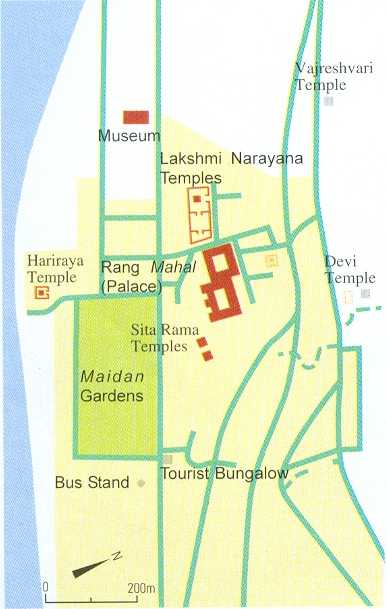 Vajreshvari
Temple
Museum
Lakshmi Narayana
Temples
Hariraya
Temple
Rang Mahal
(Palace)
Devi
Temple
Sita Rama
Temples
Maidan
Gardens
Tourist Bungalow
Bus Stand
N
0 200m